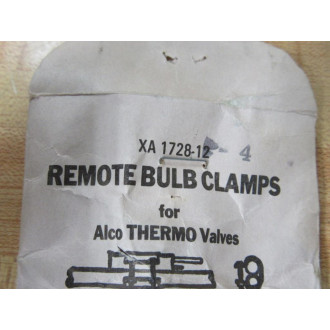 XA 1728-12-4
REMOTE BULB CLAMPS
for
Alco THERMO Valves